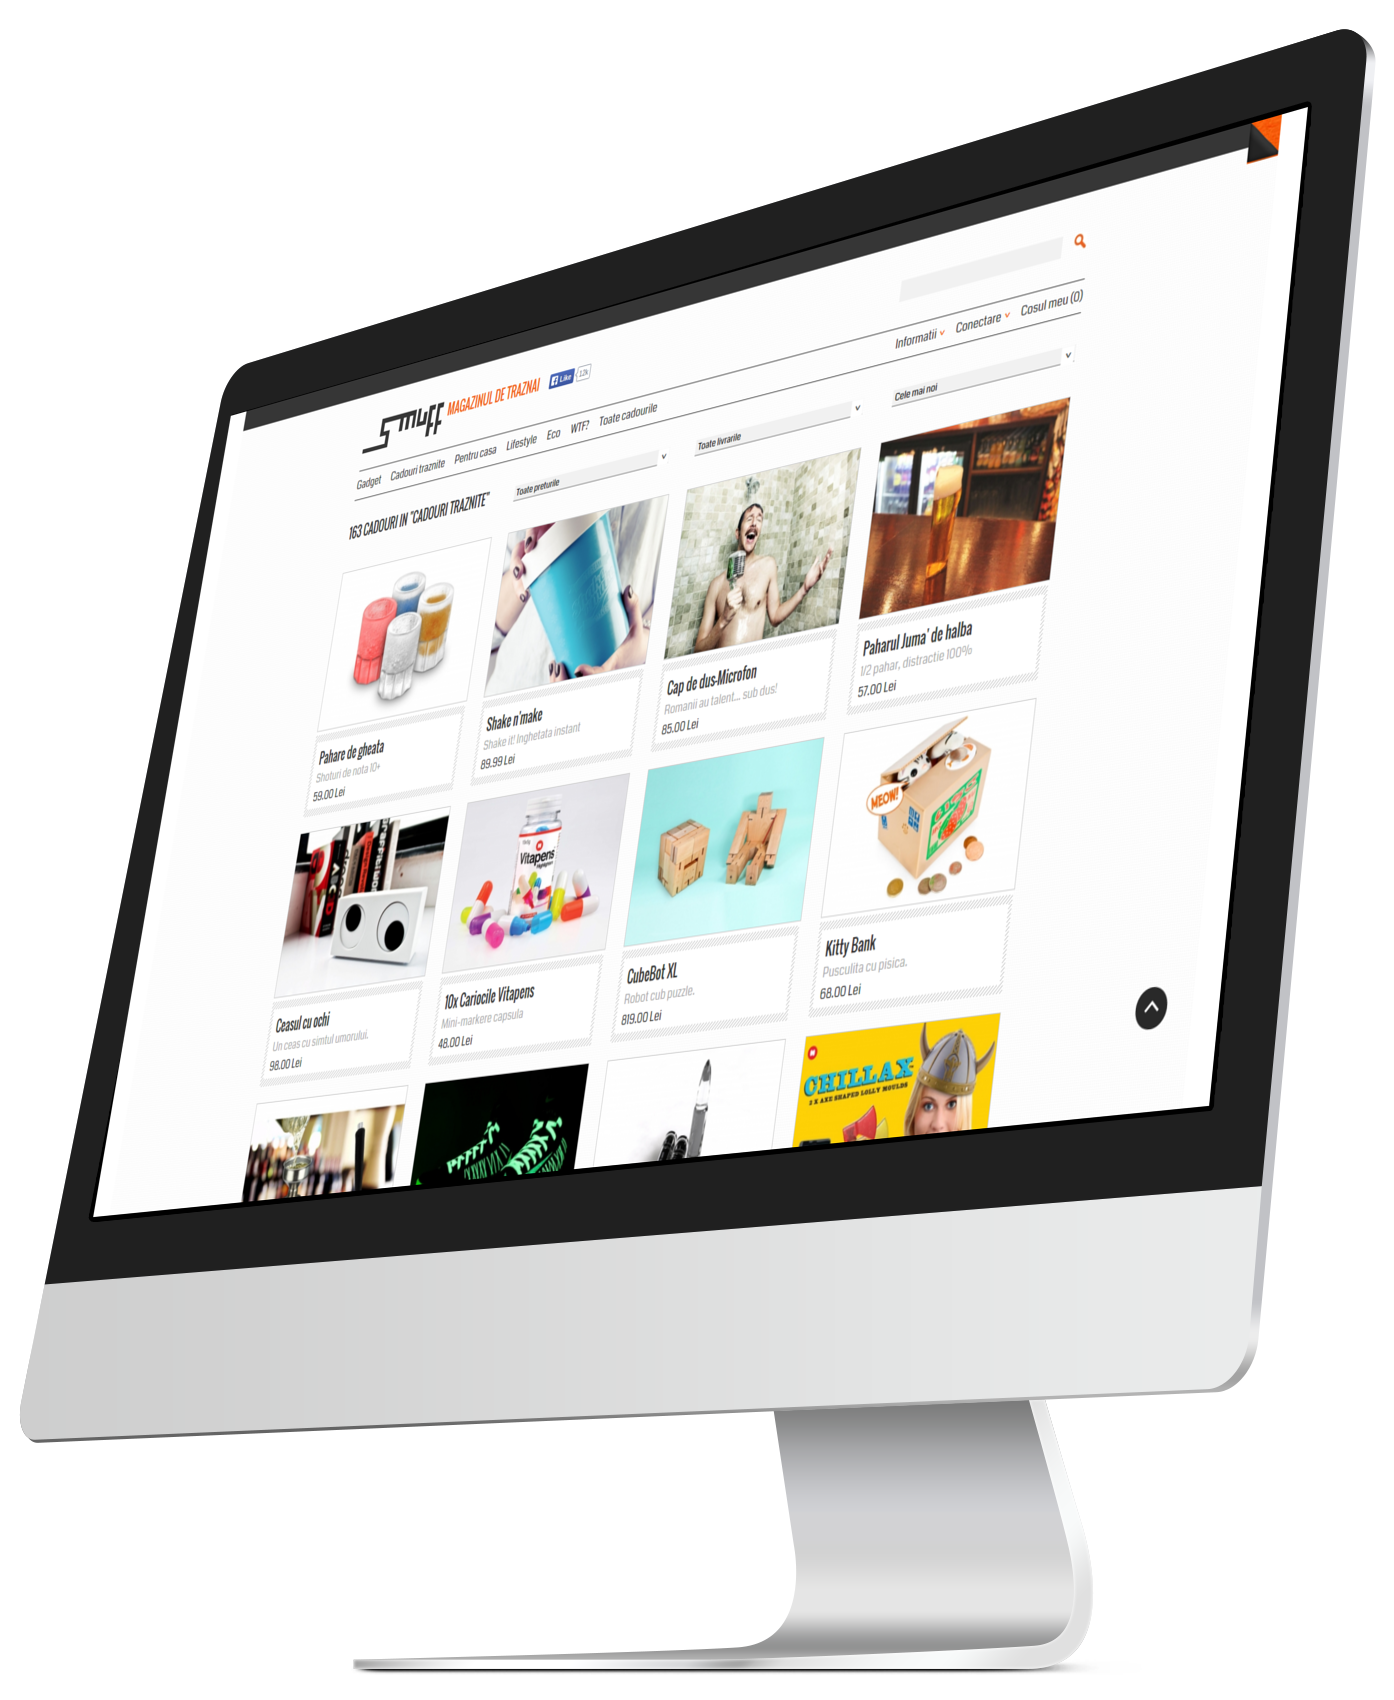 smuff MAGAZINUL DE TRAZNAI
Like 12k
Informatii Conectare Cosul meu (0)
Gadget Cadouri traznite Pentru casa Lifestyle Eco WTF? Toate cadourile
163 CADOURI IN "CADOURI TRAZNITE"
Toate preturile
Toate livrarile
Cele mai noi
Pahare de gheata
Shoturi de nota 10+
59.00 Lei
Shake n'make
Shake it! Inghetata instant
89.99 Lei
Cap de dus-Microfon
Romanii au talent... sub dus!
85.00 Lei
Paharul Juma' de halba
1/2 pahar, distractie 100%
57.00 Lei
Vitapens
MEOW!
Ceasul cu ochi
Un ceas cu simtul umorului.
98.00 Lei
10x Cariocile Vitapens
Mini-markere capsula
48.00 Lei
CubeBot XL
Robot cub puzzle.
819.00 Lei
Kitty Bank
Pusculita cu pisica.
68.00 Lei
CHILLAX
2 X AXE SHAPED LOLLY MOULDS